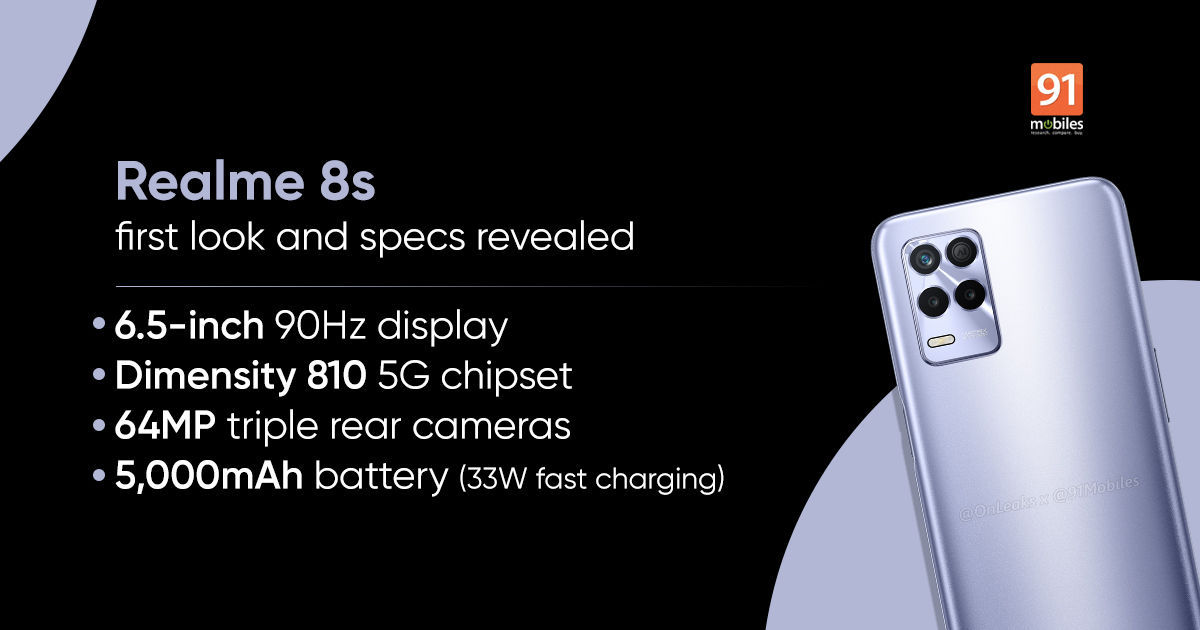 91
mobiles
research. compare. buy.
Realme 8s
first look and specs revealed
• 6.5-inch 90Hz display
• Dimensity 810 5G chipset
• 64MP triple rear cameras
• 5,000mAh battery (33W fast charging)
AI
@OnLeaks x @91Mobiles